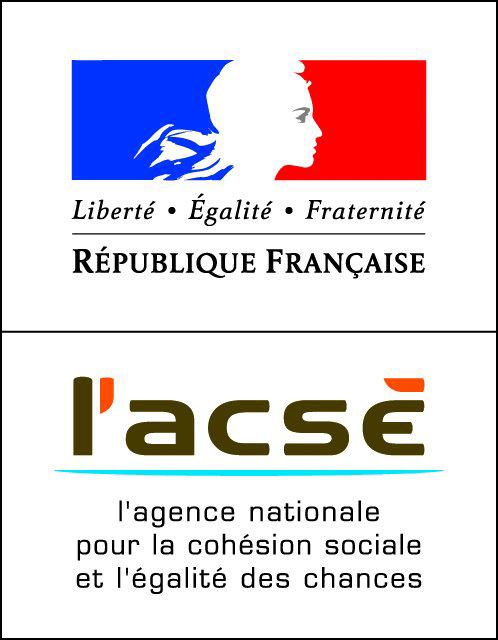 Liberté • Égalité • Fraternité
RÉPUBLIQUE FRANÇAISE
l'acsé
l'agence nationale
pour la cohésion sociale
et l'égalité des chances